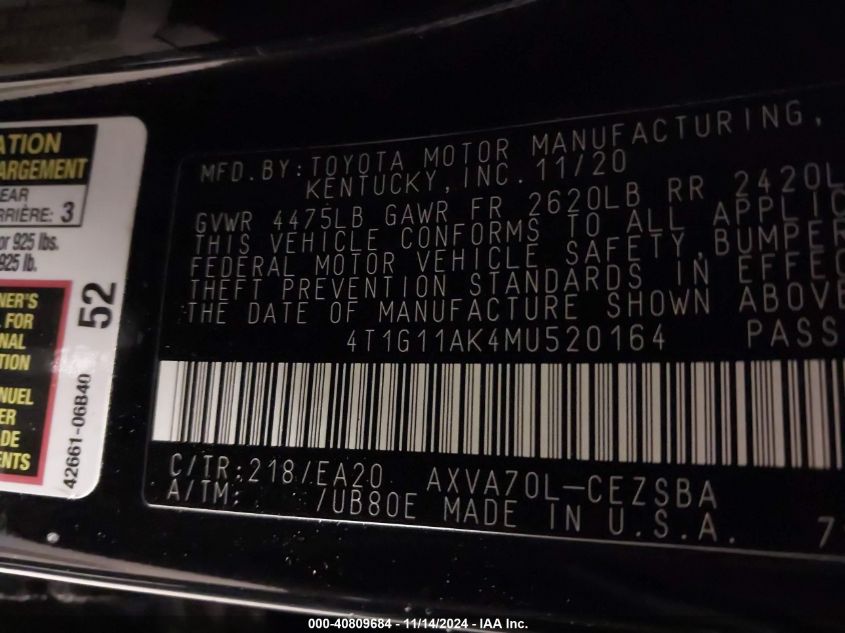 ATION
ARGEMENT
EAR
RRIÈRE: 3
or 925 lbs.
925 lb.
NER'S
L FOR
ONAL
TION
NUEL
ER
DE
ENTS
52
42661-06B40
MFD.BY:TOYOTA MOTOR MANUFACTURING,
KENTUCKY,INC.11/20
GVWR 4475LB GAWR FR 2620LB RR 2420L
THIS VEHICLE CONFORMS TO ALL APPLIC
FEDERAL MOTOR VEHICLE SAFETY,BUMPER
THEFT PREVENTION STANDARDS IN EFFEC
THE DATE OF MANUFACTURE SHOWN ABOVE
4T1G11AK4MU520164 PASS
C/TR:218/EA20 AXVA70L-CEZSBA
A/TM: /UB80E MADE IN U.S.A. 7
000-40809684 - 11/14/2024 - IAA Inc.